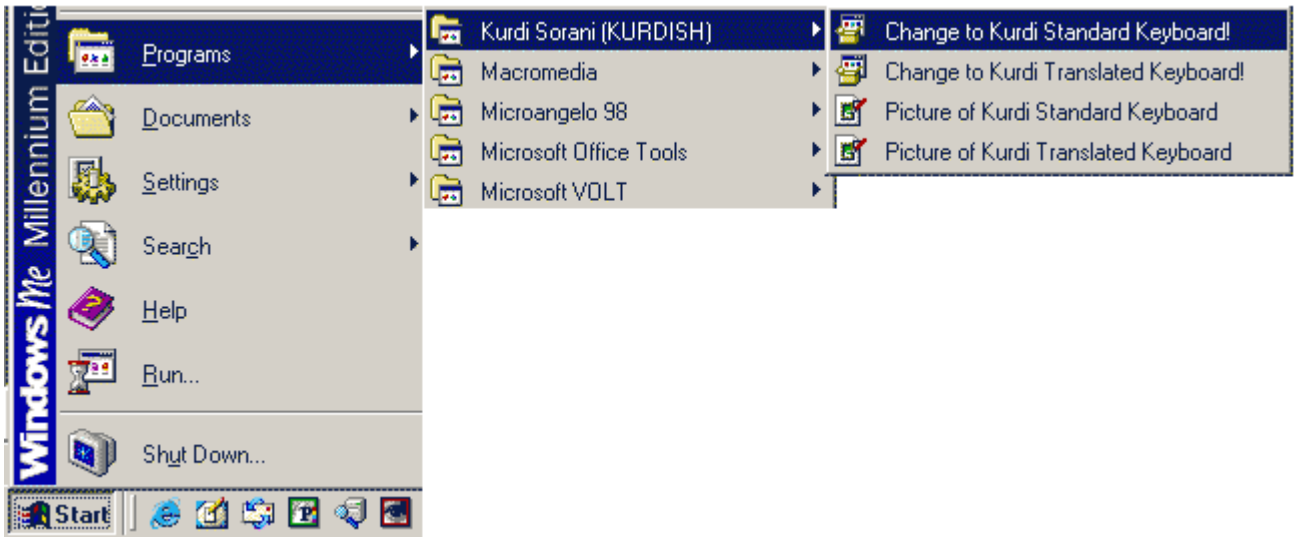 Windows Me Millennium Editi
Programs
Documents
Settings
Search
Help
Run...
Shut Down...
Start
Kurdi Sorani (KURDISH)
Macromedia
Microangelo 98
Microsoft Office Tools
Microsoft VOLT
Change to Kurdi Standard Keyboard!
Change to Kurdi Translated Keyboard!
Picture of Kurdi Standard Keyboard
Picture of Kurdi Translated Keyboard